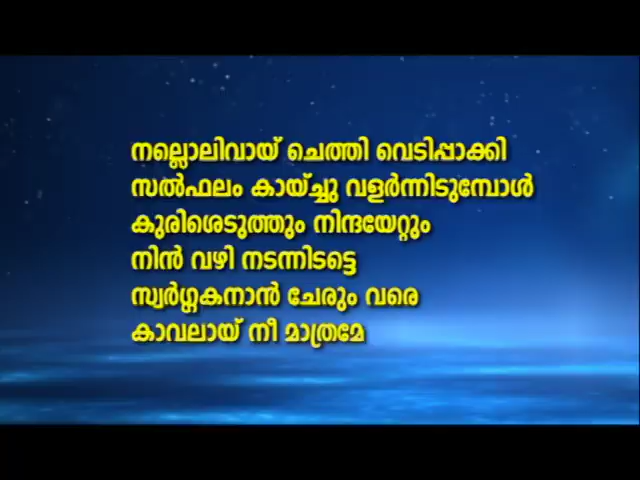 നല്ലൊലിവായ് ചെത്തി വെടിപ്പാക്കി
സൽഫലം കായ്ച്ചു വളർന്നിടുമ്പോൾ
കുരിശെടുത്തും നിന്ദയേറ്റും
നിൻ വഴി നടന്നിടട്ടെ
സ്വർഗ്ഗകനാൻ ചേരും വരെ
കാവലായ് നീ മാത്രമേ